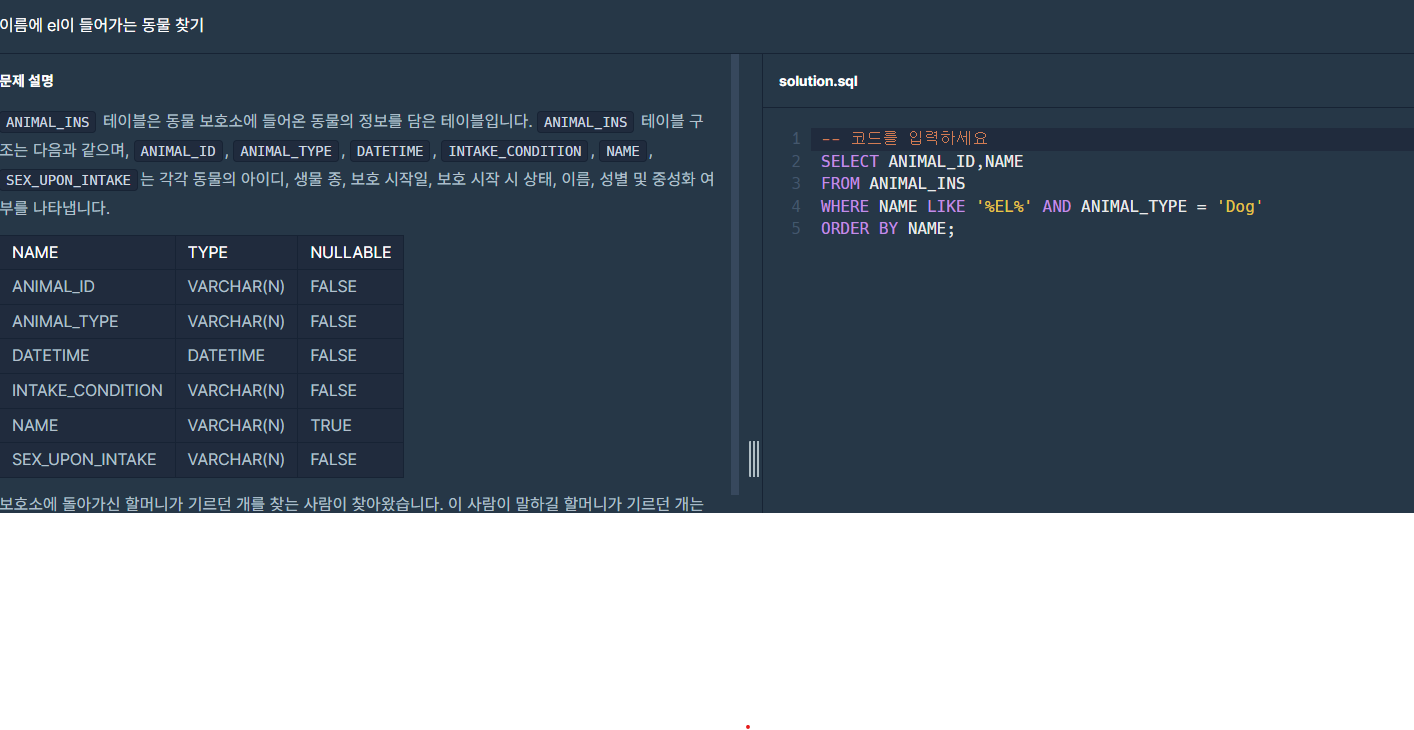 이름에 el이 들어가는 동물 찾기
문제 설명
ANIMAL_INS 테이블은 동물 보호소에 들어온 동물의 정보를 담은 테이블입니다. ANIMAL_INS 테이블 구
조는 다음과 같으며, ANIMAL_ID, ANIMAL_TYPE, DATETIME, INTAKE_CONDITION, NAME,
SEX_UPON_INTAKE는 각각 동물의 아이디, 생물 종, 보호 시작일, 보호 시작 시 상태, 이름, 성별 및 중성화 여
부를 나타냅니다.
NAME TYPE NULLABLE
ANIMAL_ID VARCHAR(N) FALSE
ANIMAL_TYPE VARCHAR(N) FALSE
DATETIME DATETIME FALSE
INTAKE_CONDITION VARCHAR(N) FALSE
NAME VARCHAR(N) TRUE
SEX_UPON_INTAKE VARCHAR(N) FALSE
보호소에 돌아가신 할머니가 기르던 개를 찾는 사람이 찾아왔습니다. 이 사람이 말하길 할머니가 기르던 개는
solution.sql
1 -- 코드를 입력하세요
2 SELECT ANIMAL_ID,NAME
3 FROM ANIMAL_INS
4 WHERE NAME LIKE '%EL%' AND ANIMAL_TYPE = 'Dog'
5 ORDER BY NAME;